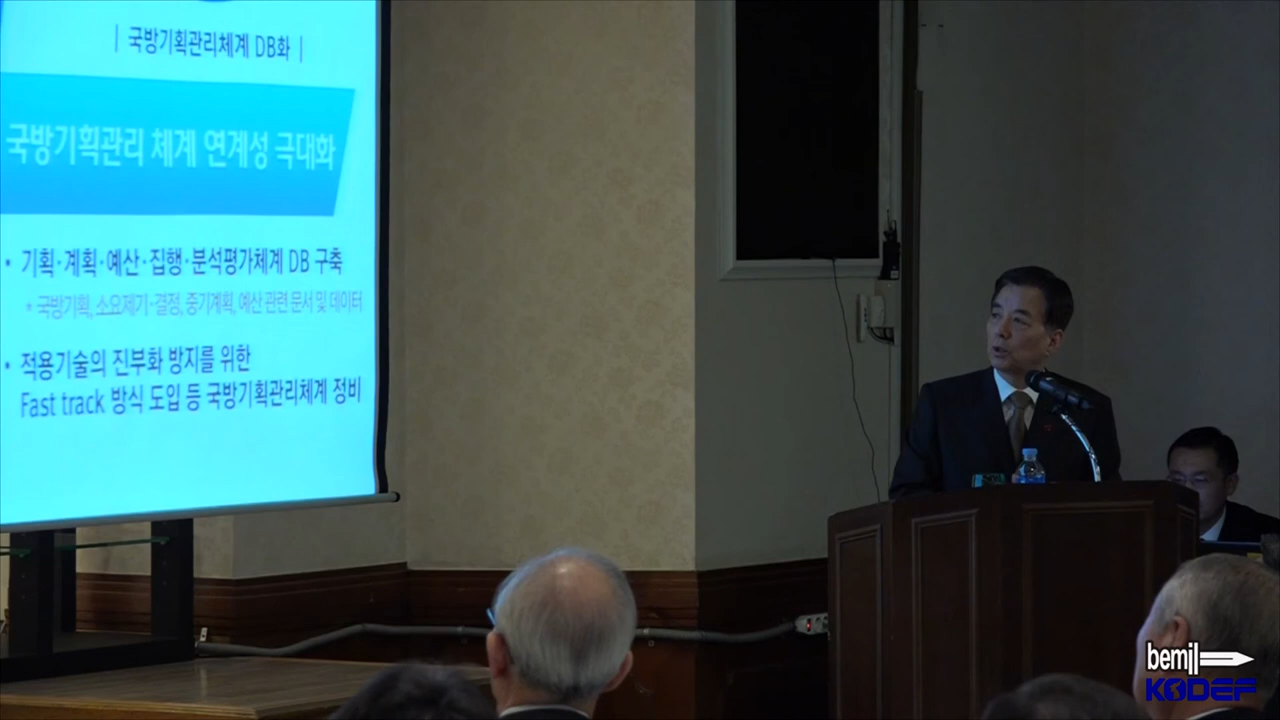 | 국방기획관리체계 DB화 |
국방기획관리 체계 연계성 극대화
• 기획·계획·예산·집행·분석평가체계 DB 구축
* 국방기획, 소요제기·결정, 중기계획, 예산 관련 문서 및 데이터
• 적용기술의 진부화 방지를 위한
Fast track 방식 도입 등 국방기획관리체계 정비
bemil
KODEF